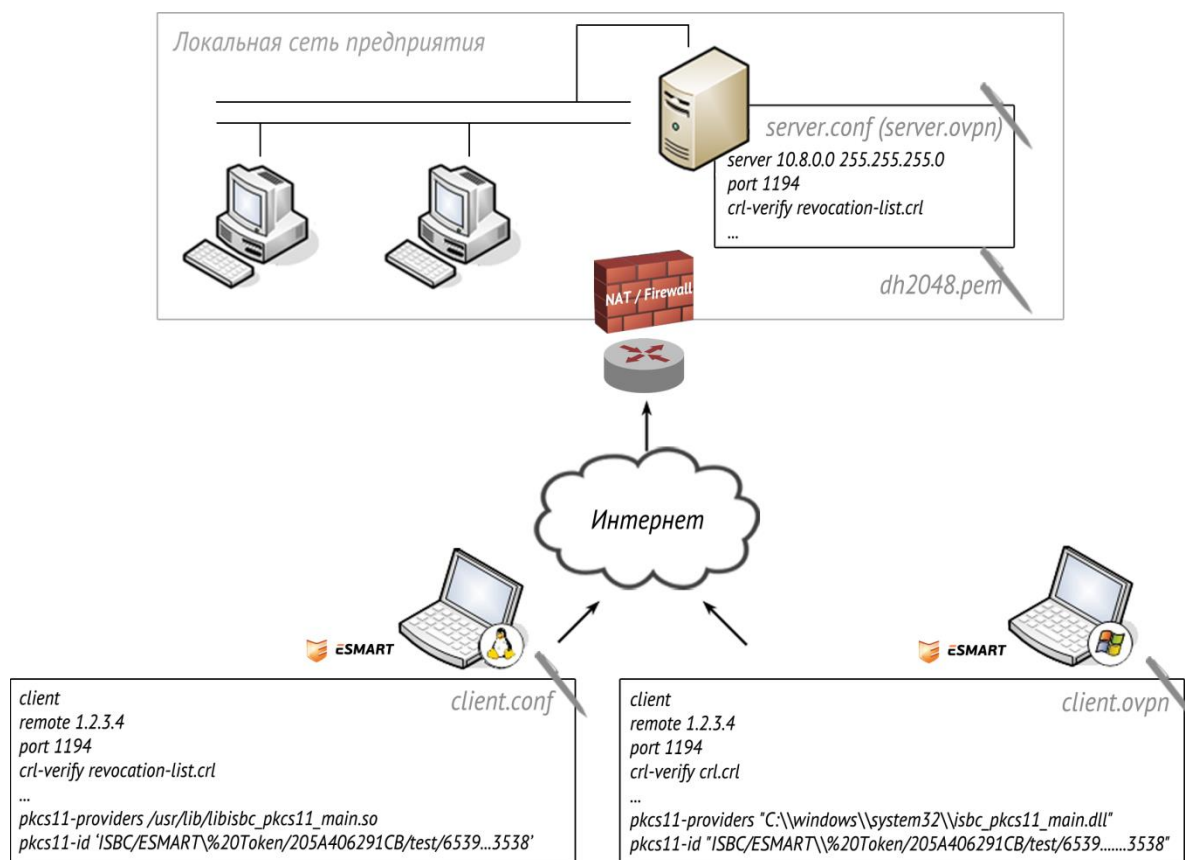 Локальная сеть предприятия
server.conf (server.ovpn)
server 10.8.0.0 255.255.255.0
port 1194
crl-verify revocation-list.crl
...
dh2048.pem
NAT / Firewall
Интернет
ESMART
ESMART
client.conf
client
remote 1.2.3.4
port 1194
crl-verify revocation-list.crl
...
pkcs11-providers /usr/lib/libisbc_pkcs11_main.so
pkcs11-id ‘ISBC/ESMART\%20Token/205A406291CB/test/6539...3538’
client.ovpn
client
remote 1.2.3.4
port 1194
crl-verify crl.crl
...
pkcs11-providers "C:\\windows\\system32\\isbc_pkcs11_main.dll"
pkcs11-id "ISBC/ESMART\\%20Token/205A406291CB/test/6539.......3538"